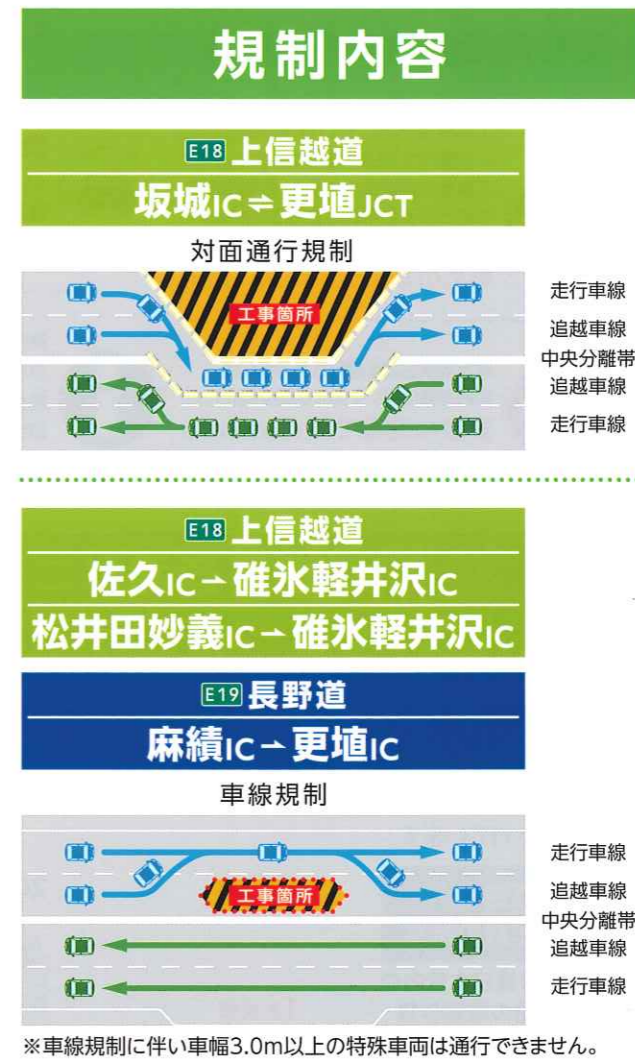 規制内容
E18 上信越道
坂城IC⇌更埴JCT
対面通行規制
工事箇所
走行車線
追越車線
中央分離帯
追越車線
走行車線
E18 上信越道
佐久IC⇀碓氷軽井沢IC
松井田妙義IC⇀碓氷軽井沢IC
E19 長野道
麻績IC⇀更埴IC
車線規制
工事箇所
走行車線
追越車線
中央分離帯
追越車線
走行車線
※車線規制に伴い車幅3.0m以上の特殊車両は通行できません。